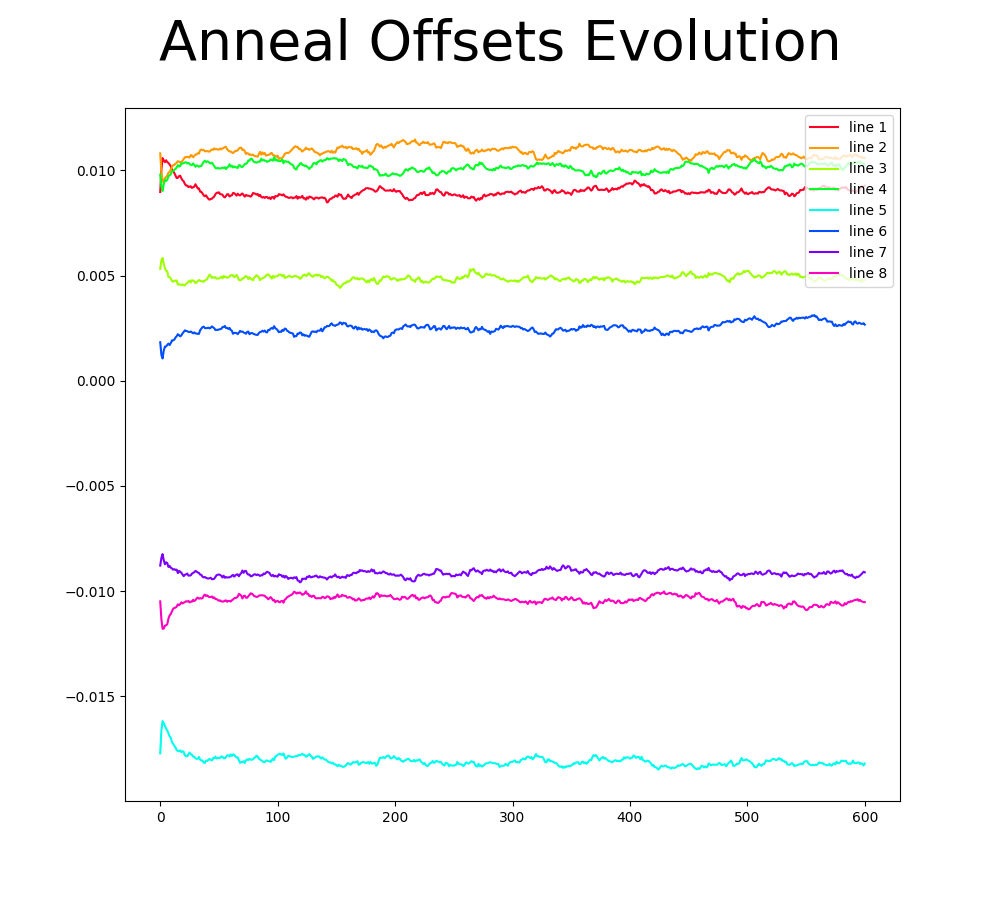 Anneal Offsets Evolution
line 1
line 2
line 3
line 4
line 5
line 6
line 7
line 8
0.010
0.005
0.000
−0.005
−0.010
−0.015
0 100 200 300 400 500 600